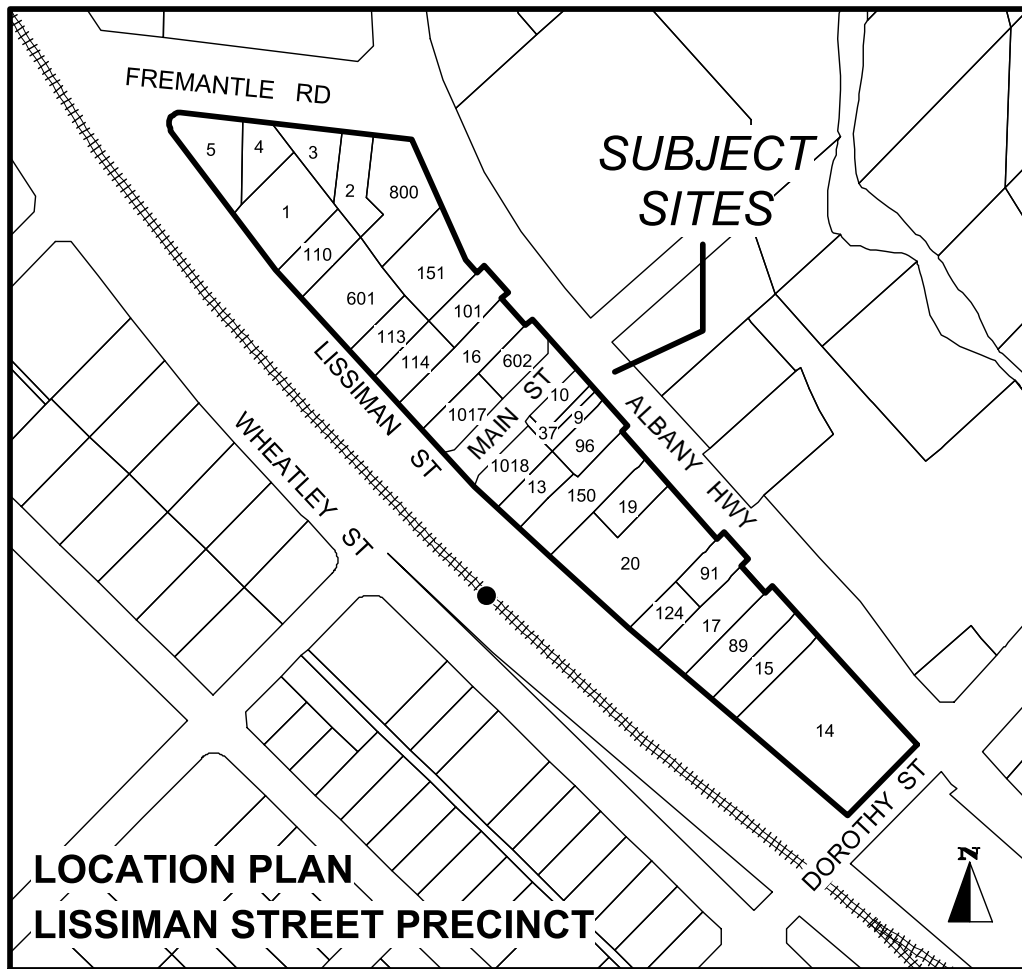 FREMANTLE RD
SUBJECT
SITES
5
4
3
2
800
1
110
151
601
101
113
114
16
602
LISSIMAN ST
1017
MAIN ST
10
9
37
96
ALBANY HWY
WHEATLEY ST
1018
13
150
19
20
91
124
17
89
15
14
DOROTHY ST
N
LOCATION PLAN
LISSIMAN STREET PRECINCT